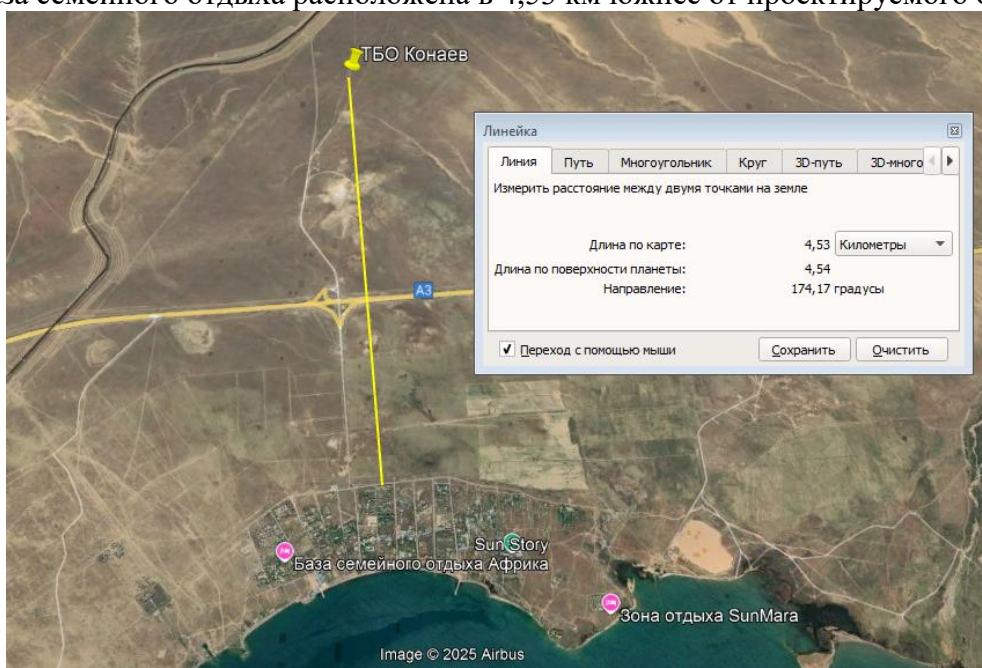 за семейного отдыха расположена в 4,53 км южнее от проектируемого
ТБО Конаев
Линейка
Линия Путь Многоугольник Круг 3D-путь 3D-много
Измерить расстояние между двумя точками на земле
Длина по карте: 4,53 Километры
Длина по поверхности планеты: 4,54
Направление: 174,17 градусы
Переход с помощью мыши Сохранить Очистить
A3
Sun Story
База семейного отдыха Африка
Зона отдыха SunMara
Image © 2025 Airbus